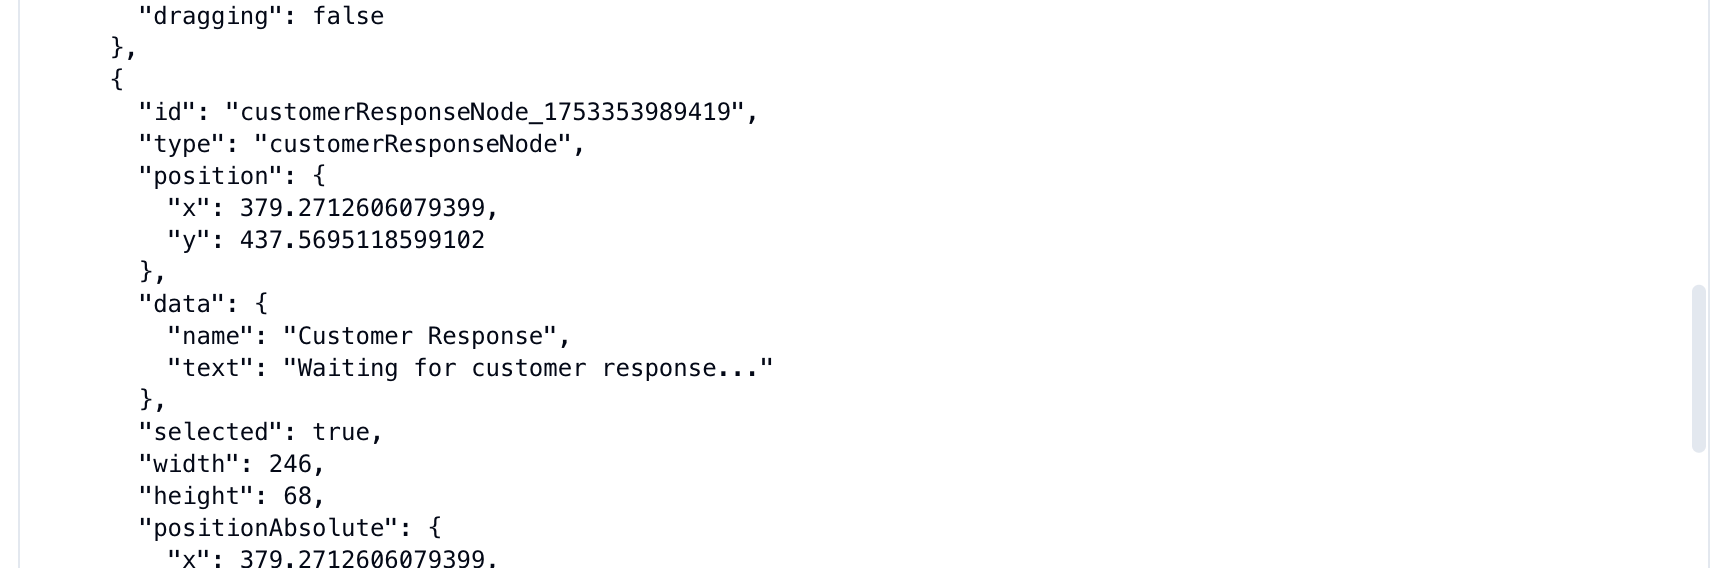 "dragging": false
},
{
"id": "customerResponseNode_1753353989419",
"type": "customerResponseNode",
"position": {
"x": 379.2712606079399,
"y": 437.5695118599102
},
"data": {
"name": "Customer Response",
"text": "Waiting for customer response..."
},
"selected": true,
"width": 246,
"height": 68,
"positionAbsolute": {
"x": 379.2712606079399,